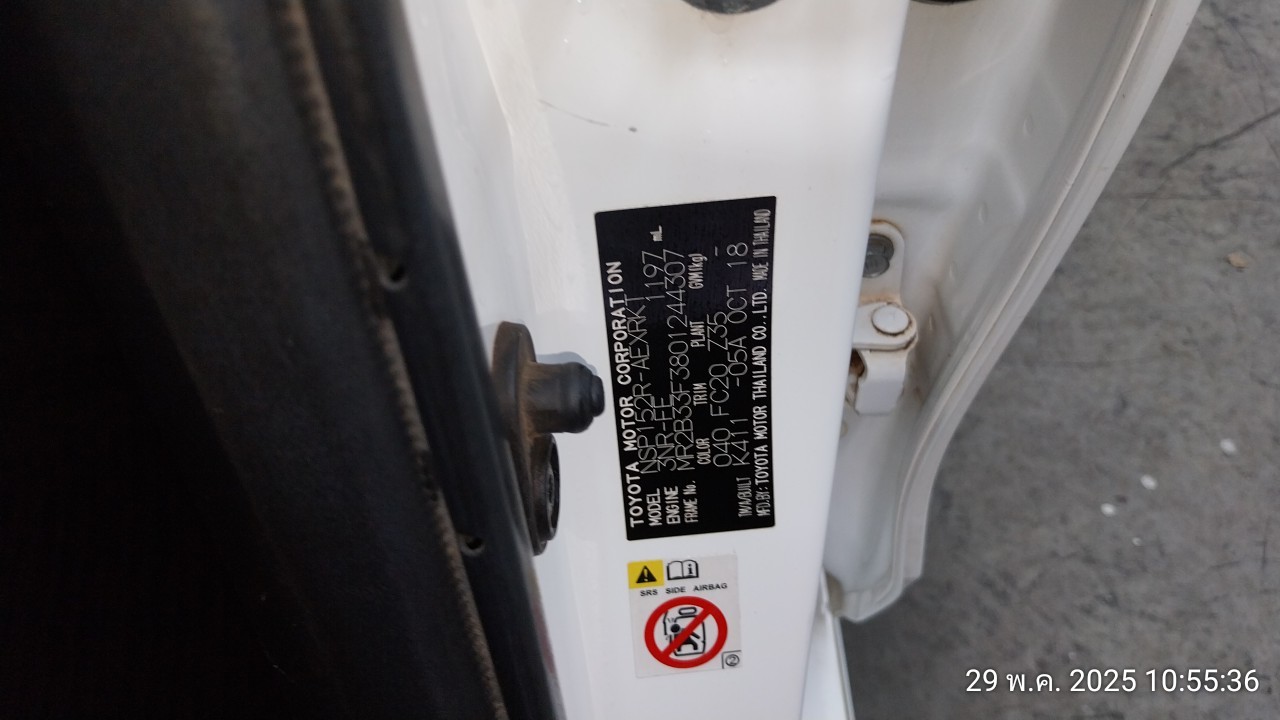 TOYOTA MOTOR CORPORATION
MODEL NSP152R-AEXRKT
ENGINE 3NR-FE 1197 mL
FRAME No. MR2B33F3801244307
COLOR TRIM PLANT GVM(kg)
040 FC20 Z35 -
T/M/A/BUILT K411 -05A OCT 18
MFD.BY:TOYOTA MOTOR THAILAND CO.,LTD. MADE IN THAILAND
SRS SIDE AIRBAG
2
29 พ.ค. 2025 10:55:36